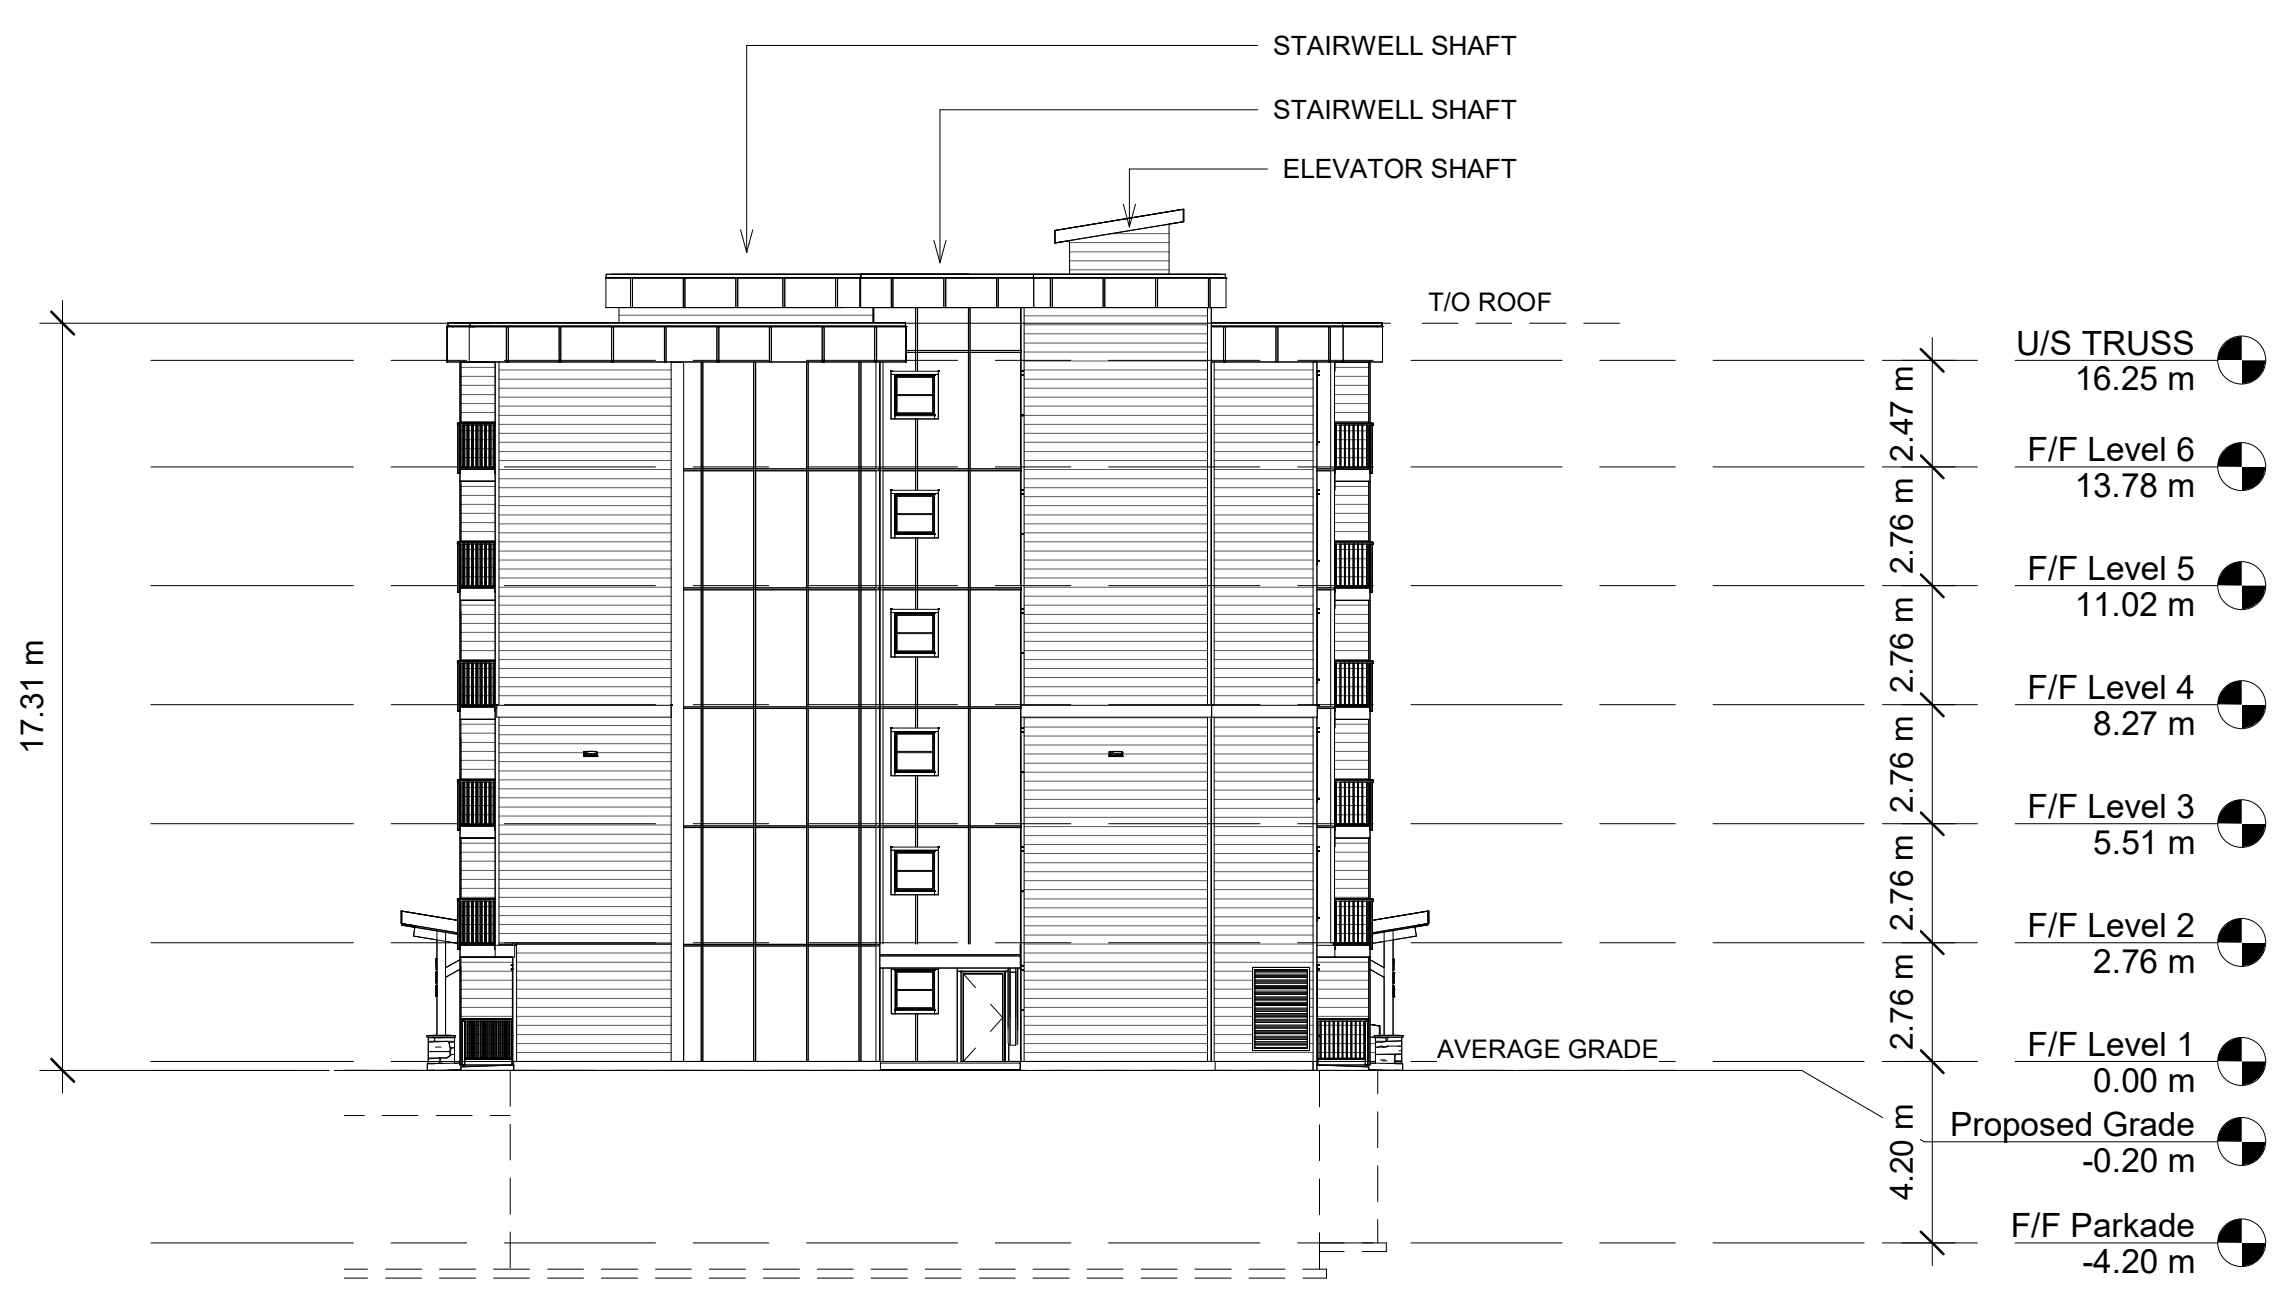 STAIRWELL SHAFT
STAIRWELL SHAFT
ELEVATOR SHAFT
T/O ROOF
U/S TRUSS
16.25 m
2.47 m
F/F Level 6
13.78 m
2.76 m
F/F Level 5
11.02 m
2.76 m
17.31 m
F/F Level 4
8.27 m
2.76 m
F/F Level 3
5.51 m
2.76 m
F/F Level 2
2.76 m
2.76 m
AVERAGE GRADE
F/F Level 1
0.00 m
4.20 m
Proposed Grade
-0.20 m
F/F Parkade
-4.20 m